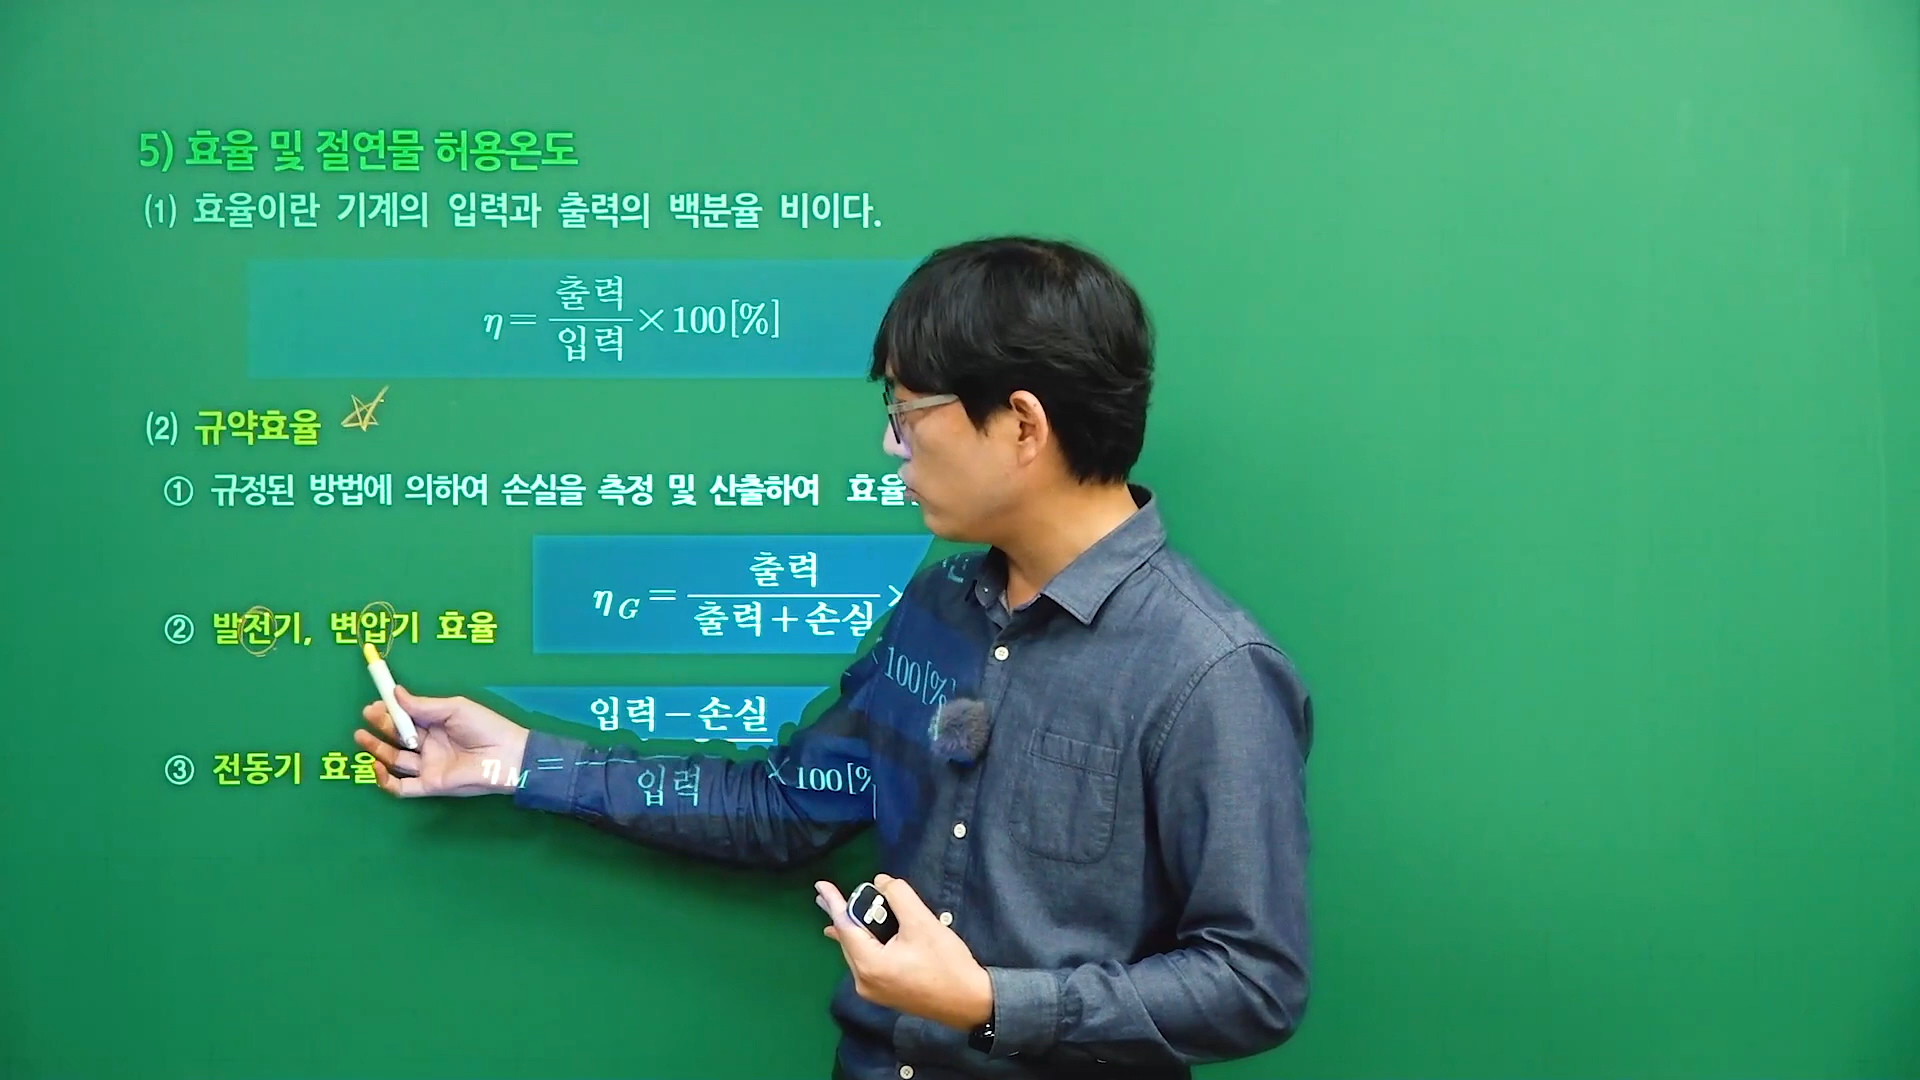 5) 효율 및 절연물 허용온도
(1) 효율이란 기계의 입력과 출력의 백분율 비이다.
η = 출력/입력 × 100[%]
(2) 규약효율
① 규정된 방법에 의하여 손실을 측정 및 산출하여 효율
η_G = 출력/(출력+손실) × 100[%]
② 발전기, 변압기 효율
η_M = (입력-손실)/입력 × 100[%]
③ 전동기 효율